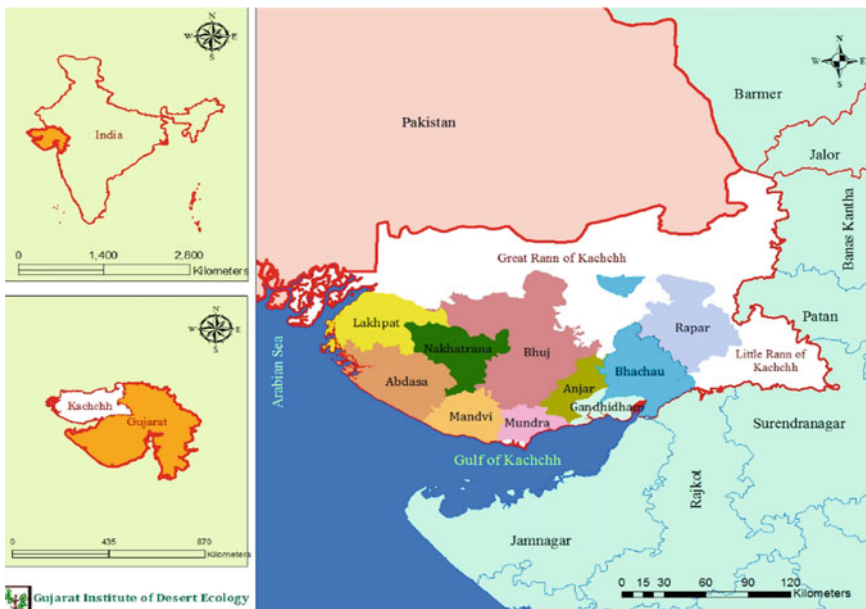 N
W E
S
India
0 1,400 2,800
Kilometers
N
W E
S
Kachchh
Gujarat
0 435 870
Kilometers
Gujarat Institute of Desert Ecology
N
W E
S
Pakistan
Barmer
Jalor
Banas Kantha
Great Rann of Kachchh
Patan
Lakhpat
Rapar
Nakhatrana
Bhuj
Little Rann of
Kachchh
Arabian Sea
Abdasa
Anjar
Bhachau
Gandhidham
Mandvi
Mundra
Surendranagar
Gulf of Kachchh
Rajkot
Jamnagar
0 15 30 60 90 120
Kilometers